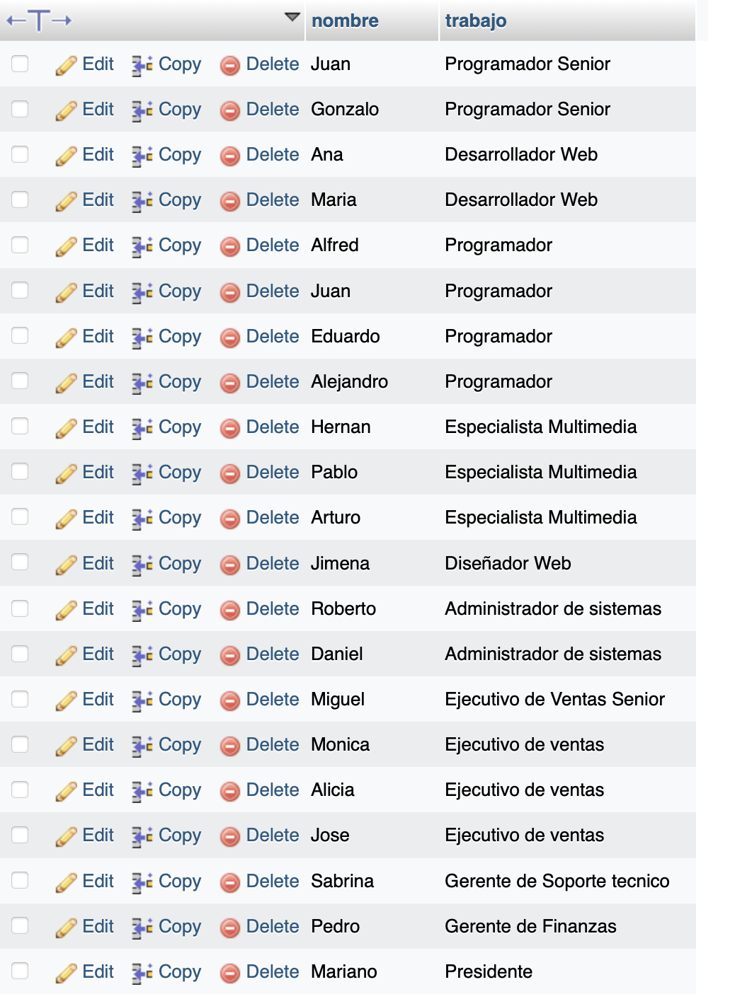 nombre trabajo
Edit Copy Delete Juan Programador Senior
Edit Copy Delete Gonzalo Programador Senior
Edit Copy Delete Ana Desarrollador Web
Edit Copy Delete Maria Desarrollador Web
Edit Copy Delete Alfred Programador
Edit Copy Delete Juan Programador
Edit Copy Delete Eduardo Programador
Edit Copy Delete Alejandro Programador
Edit Copy Delete Hernan Especialista Multimedia
Edit Copy Delete Pablo Especialista Multimedia
Edit Copy Delete Arturo Especialista Multimedia
Edit Copy Delete Jimena Diseñador Web
Edit Copy Delete Roberto Administrador de sistemas
Edit Copy Delete Daniel Administrador de sistemas
Edit Copy Delete Miguel Ejecutivo de Ventas Senior
Edit Copy Delete Monica Ejecutivo de ventas
Edit Copy Delete Alicia Ejecutivo de ventas
Edit Copy Delete Jose Ejecutivo de ventas
Edit Copy Delete Sabrina Gerente de Soporte tecnico
Edit Copy Delete Pedro Gerente de Finanzas
Edit Copy Delete Mariano Presidente